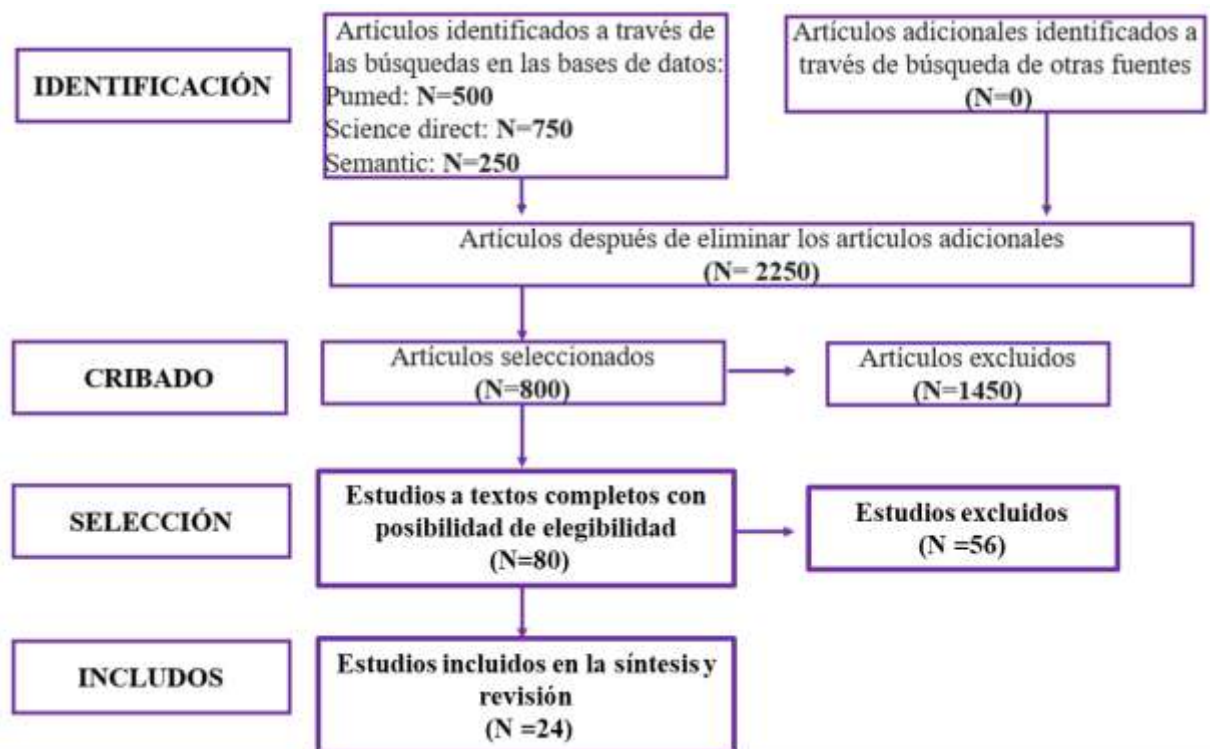 IDENTIFICACIÓN
Artículos identificados a través de
las búsquedas en las bases de datos:
Pumed: N=500
Science direct: N=750
Semantic: N=250
Artículos adicionales identificados a
través de búsqueda de otras fuentes
(N=0)
Artículos después de eliminar los artículos adicionales
(N= 2250)
CRIBADO
Artículos seleccionados
(N=800)
Artículos excluidos
(N=1450)
SELECCIÓN
Estudios a textos completos con
posibilidad de elegibilidad
(N=80)
Estudios excluidos
(N =56)
INCLUDOS
Estudios incluidos en la síntesis y
revisión
(N =24)